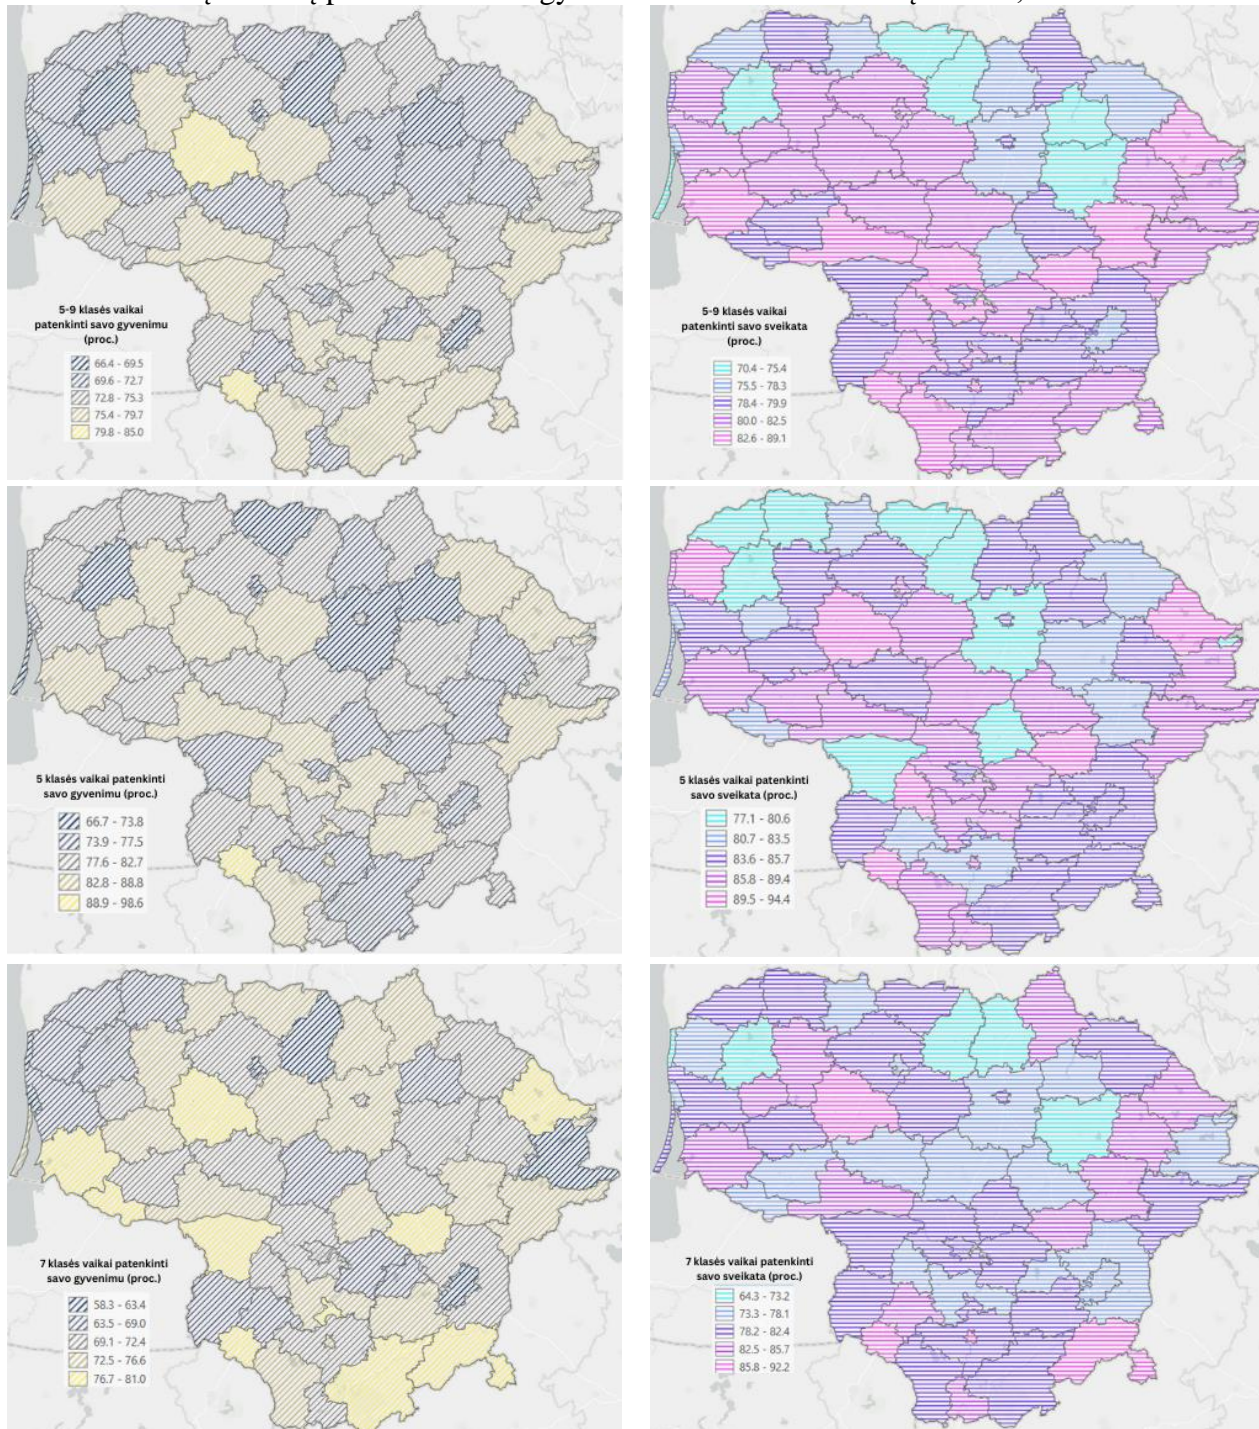 5-9 klasės vaikai
patenkinti savo gyvenimu
(proc.)
66.4 - 69.5
69.6 - 72.7
72.8 - 75.3
75.4 - 79.7
79.8 - 85.0
5-9 klasės vaikai
patenkinti savo sveikata
(proc.)
70.4 - 75.4
75.5 - 78.3
78.4 - 79.9
80.0 - 82.5
82.6 - 89.1
5 klasės vaikai patenkinti
savo gyvenimu (proc.)
66.7 - 73.8
73.9 - 77.5
77.6 - 82.7
82.8 - 88.8
88.9 - 98.6
5 klasės vaikai patenkinti
savo sveikata (proc.)
77.1 - 80.6
80.7 - 83.5
83.6 - 85.7
85.8 - 89.4
89.5 - 94.4
7 klasės vaikai patenkinti
savo gyvenimu (proc.)
58.3 - 63.4
63.5 - 69.0
69.1 - 72.4
72.5 - 76.6
76.7 - 81.0
7 klasės vaikai patenkinti
savo sveikata (proc.)
64.3 - 73.2
73.3 - 78.1
78.2 - 82.4
82.5 - 85.7
85.8 - 92.2